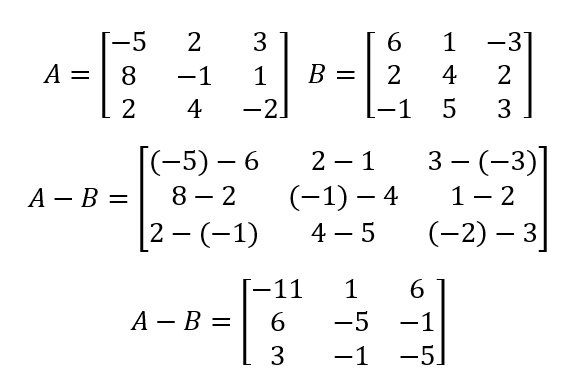 A = [−5 2 3] B = [6 1 −3]
[8 −1 1] [2 4 2]
[2 4 −2] [−1 5 3]
A − B = [(−5) − 6 2 − 1 3 − (−3)]
[8 − 2 (−1) − 4 1 − 2]
[2 − (−1) 4 − 5 (−2) − 3]
A − B = [−11 1 6]
[6 −5 −1]
[3 −1 −5]